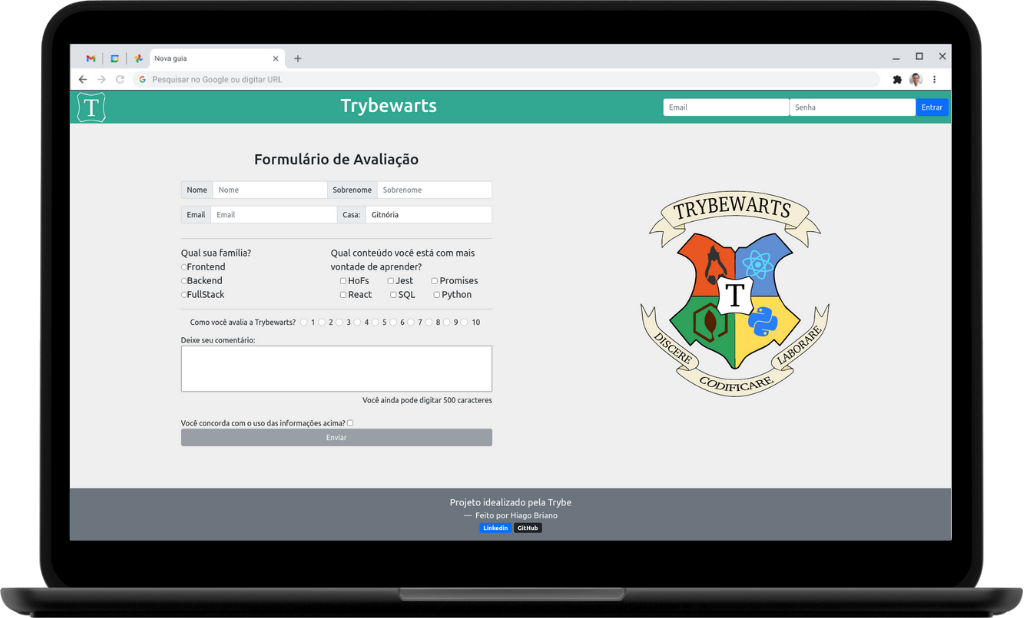 Nova guia
Pesquisar no Google ou digitar URL
T
Trybewarts
Email
Senha
Entrar
Formulário de Avaliação
Nome Nome Sobrenome Sobrenome
Email Email Casa: Gitnória
Qual sua família?
Frontend
Backend
FullStack
Qual conteúdo você está com mais
vontade de aprender?
HoFs Jest Promises
React SQL Python
Como você avalia a Trybewarts? 1 2 3 4 5 6 7 8 9 10
Deixe seu comentário:
Você ainda pode digitar 500 caracteres
Você concorda com o uso das informações acima?
Enviar
TRYBEWARTS
T
DISCERE
CODIFICARE
LABORARE
Projeto idealizado pela Trybe
— Feito por Hiago Briano
Linkedin GitHub